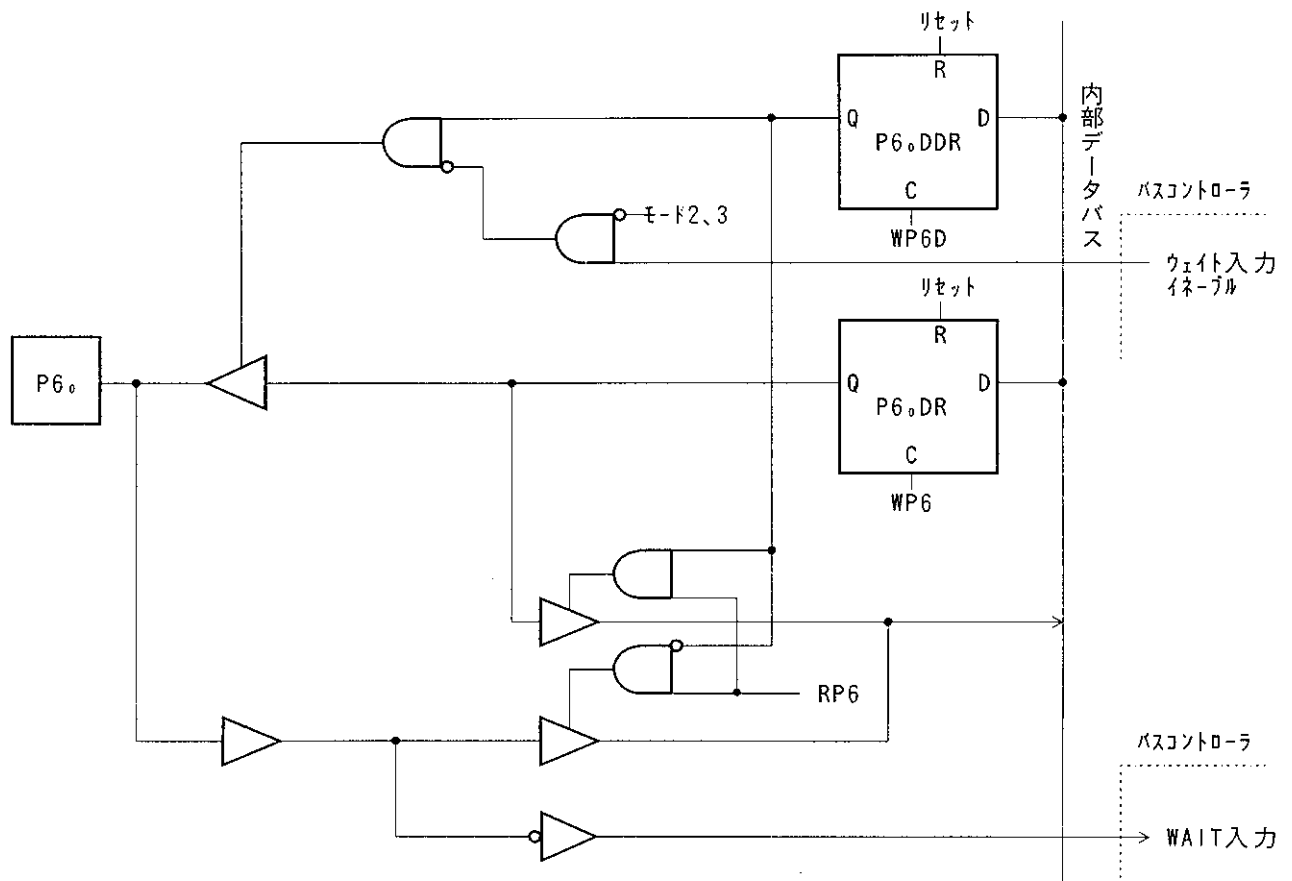 リセット
R
Q
D
P6₀DDR
C
WP6D
内部データバス
モード2、3
バスコントローラ
ウェイト入力
イネーブル
リセット
R
P6₀
Q
D
P6₀DR
C
WP6
RP6
バスコントローラ
WAIT入力